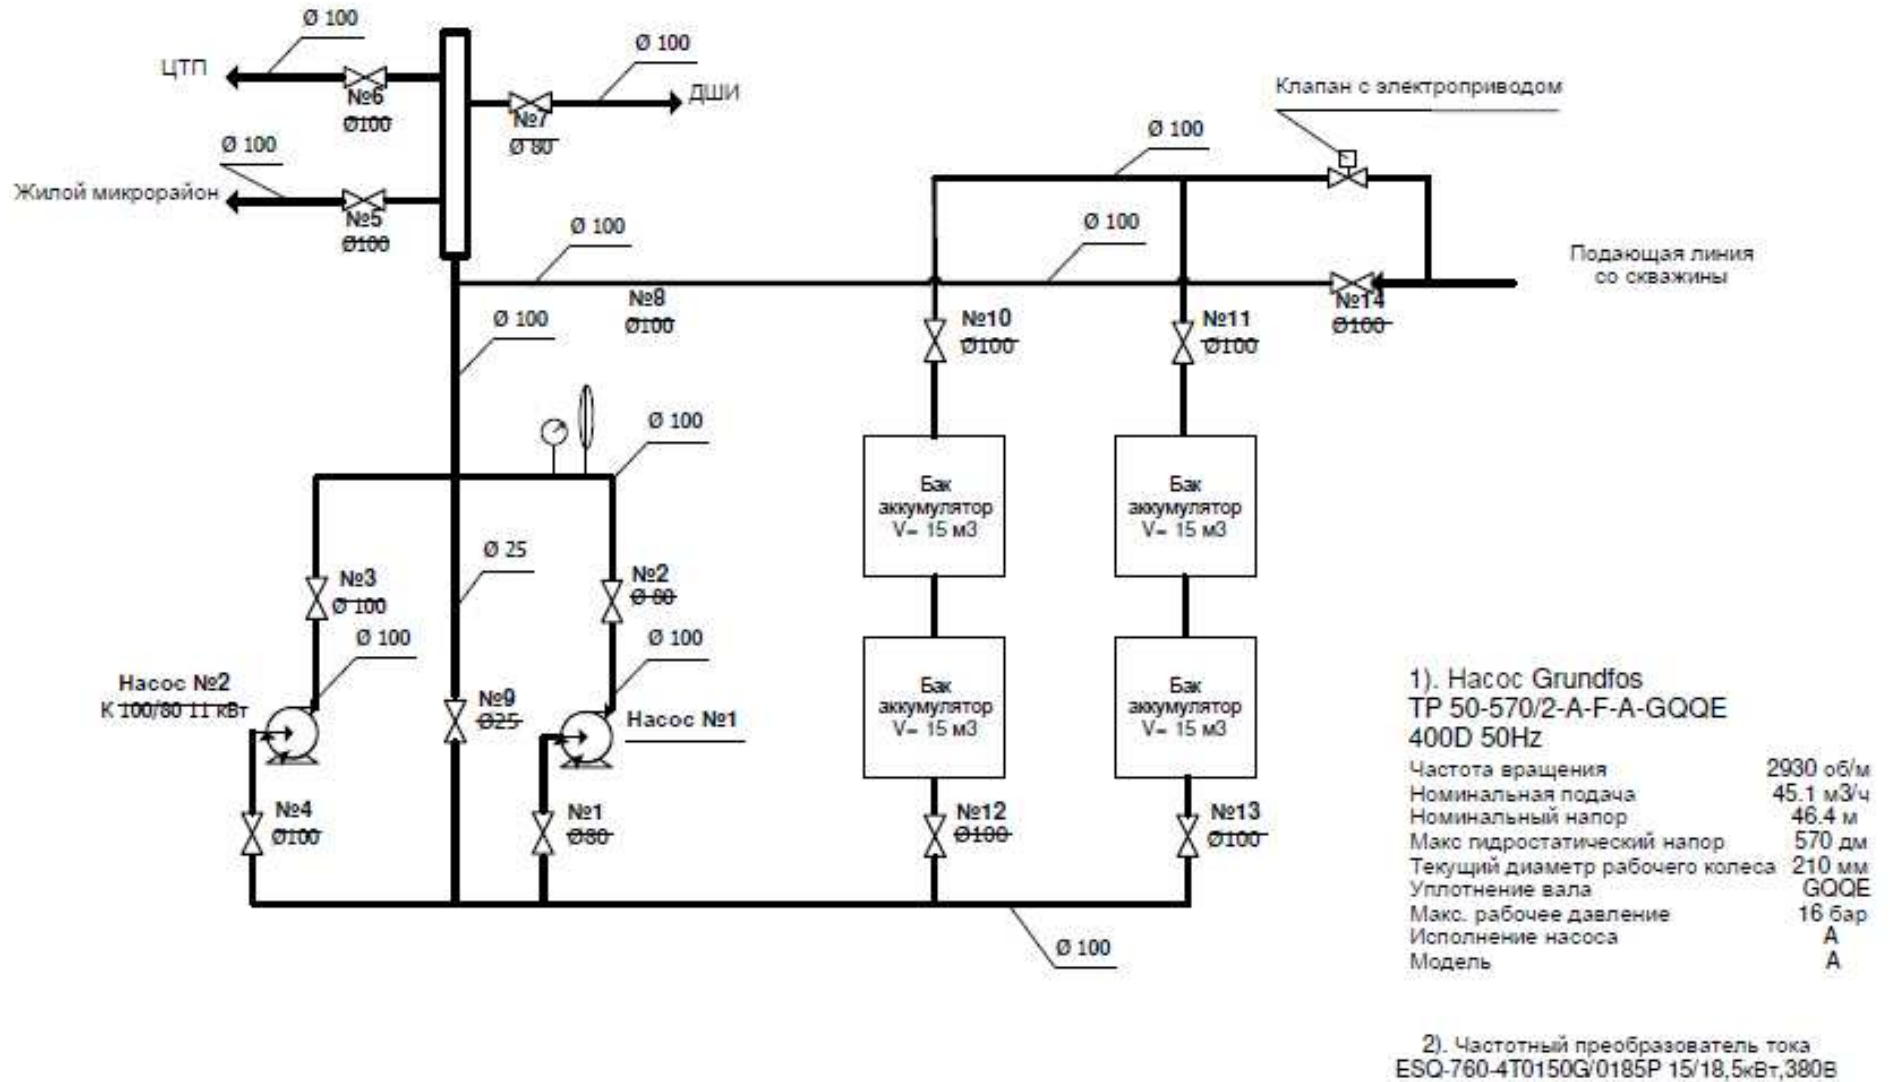 Ø 100
ЦТП
№6
Ø100
Ø 100
ДШИ
№7
Ø 80
Ø 100
Жилой микрорайон
№5
Ø100
Клапан с электроприводом
Ø 100
Ø 100
Ø 100
Подающая линия
со скважины
№8
Ø100
№14
Ø100
Ø 100
№10
Ø100
№11
Ø100
Ø 100
Бак
аккумулятор
V= 15 м3
Бак
аккумулятор
V= 15 м3
Ø 25
№3
Ø 100
№2
Ø 80
Ø 100
Ø 100
Насос №2
К 100/80 11 кВт
№9
Ø25
Насос №1
Бак
аккумулятор
V= 15 м3
Бак
аккумулятор
V= 15 м3
№4
Ø100
№1
Ø80
№12
Ø100
№13
Ø100
Ø 100
1). Насос Grundfos
TP 50-570/2-A-F-A-GQQE
400D 50Hz
Частота вращения 2930 об/м
Номинальная подача 45.1 м3/ч
Номинальный напор 46.4 м
Макс гидростатический напор 570 дм
Текущий диаметр рабочего колеса 210 мм
Уплотнение вала GQQE
Макс. рабочее давление 16 бар
Исполнение насоса А
Модель А
2). Частотный преобразователь тока
ESQ-760-4T0150G/0185P 15/18,5кВт,380В